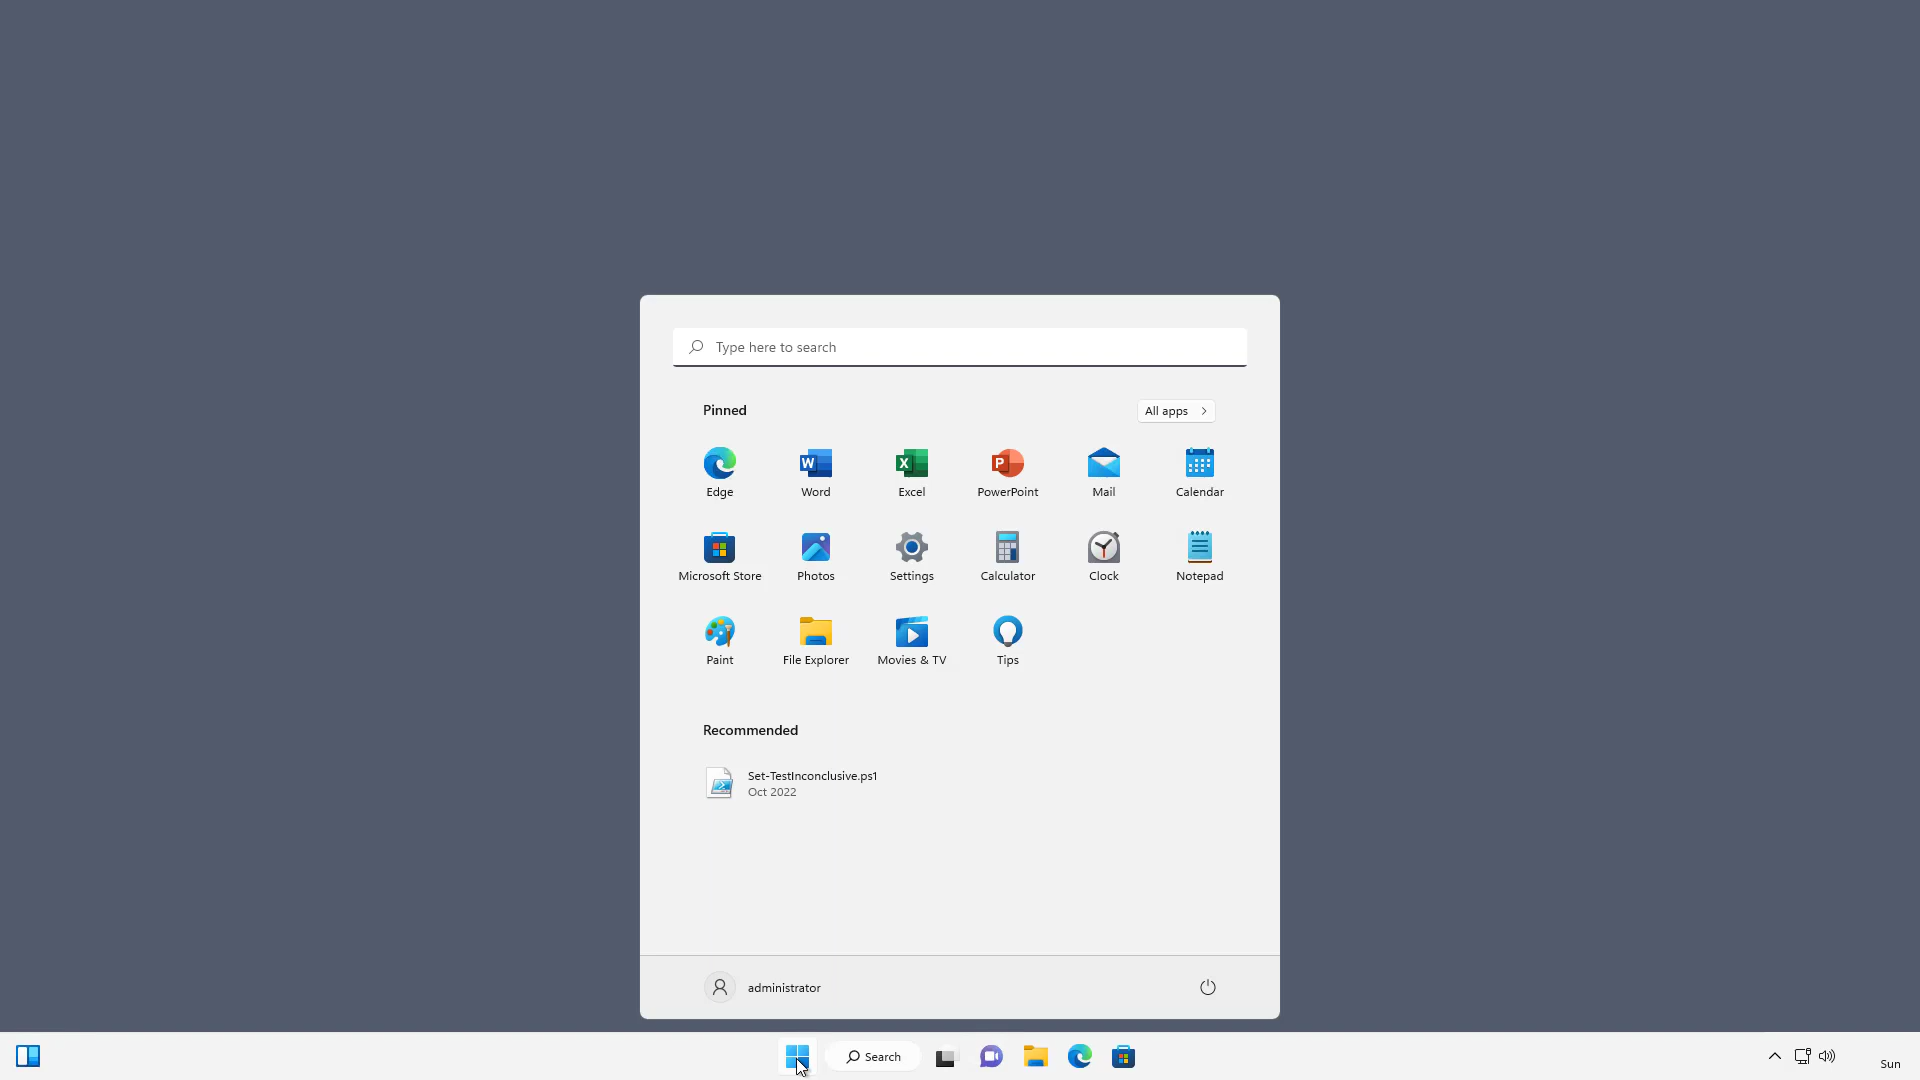 Type here to search
Pinned
All apps
Edge
Word
Excel
PowerPoint
Mail
Calendar
Microsoft Store
Photos
Settings
Calculator
Clock
Notepad
Paint
File Explorer
Movies & TV
Tips
Recommended
Set-TestInconclusive.ps1
Oct 2022
administrator
Search
Sun